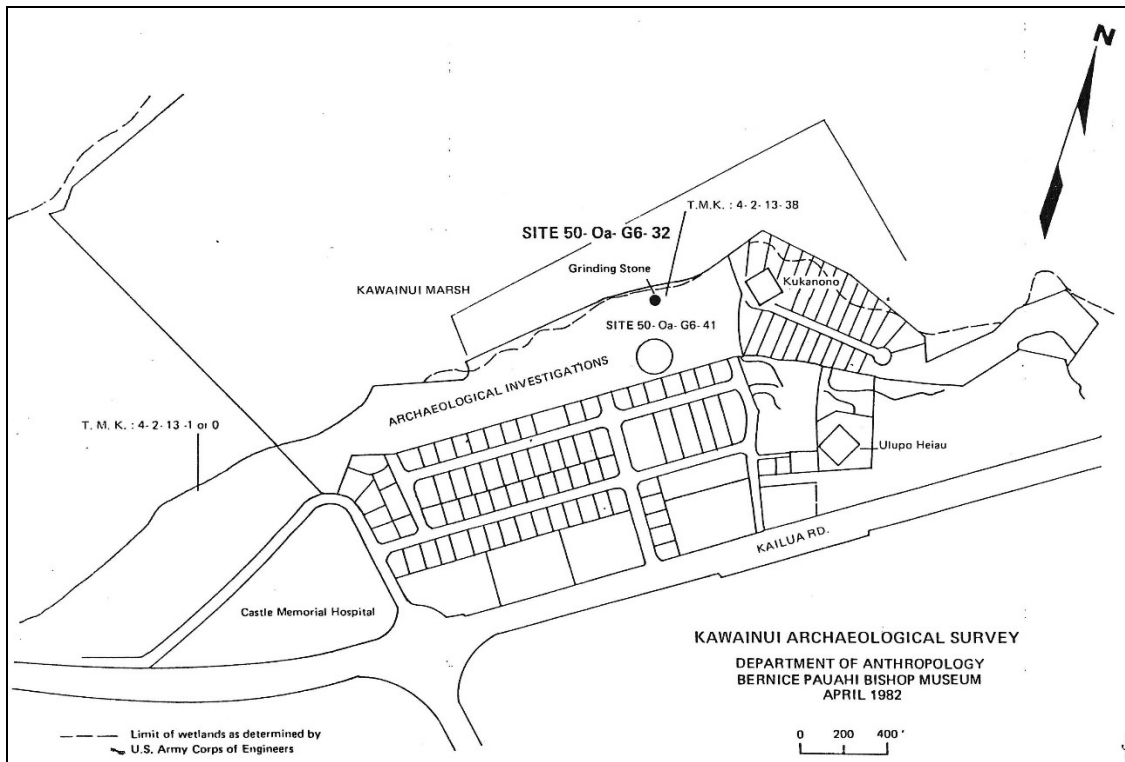 N
T.M.K. : 4-2-13-38
SITE 50-Oa-G6-32
Grinding Stone
Kukanono
KAWAINUI MARSH
SITE 50-Oa-G6-41
ARCHAEOLOGICAL INVESTIGATIONS
T. M. K. : 4-2-13-1 or 0
Ulupo Heiau
KAILUA RD.
Castle Memorial Hospital
KAWAINUI ARCHAEOLOGICAL SURVEY
DEPARTMENT OF ANTHROPOLOGY
BERNICE PAUAHI BISHOP MUSEUM
APRIL 1982
Limit of wetlands as determined by
U.S. Army Corps of Engineers
0 200 400 '